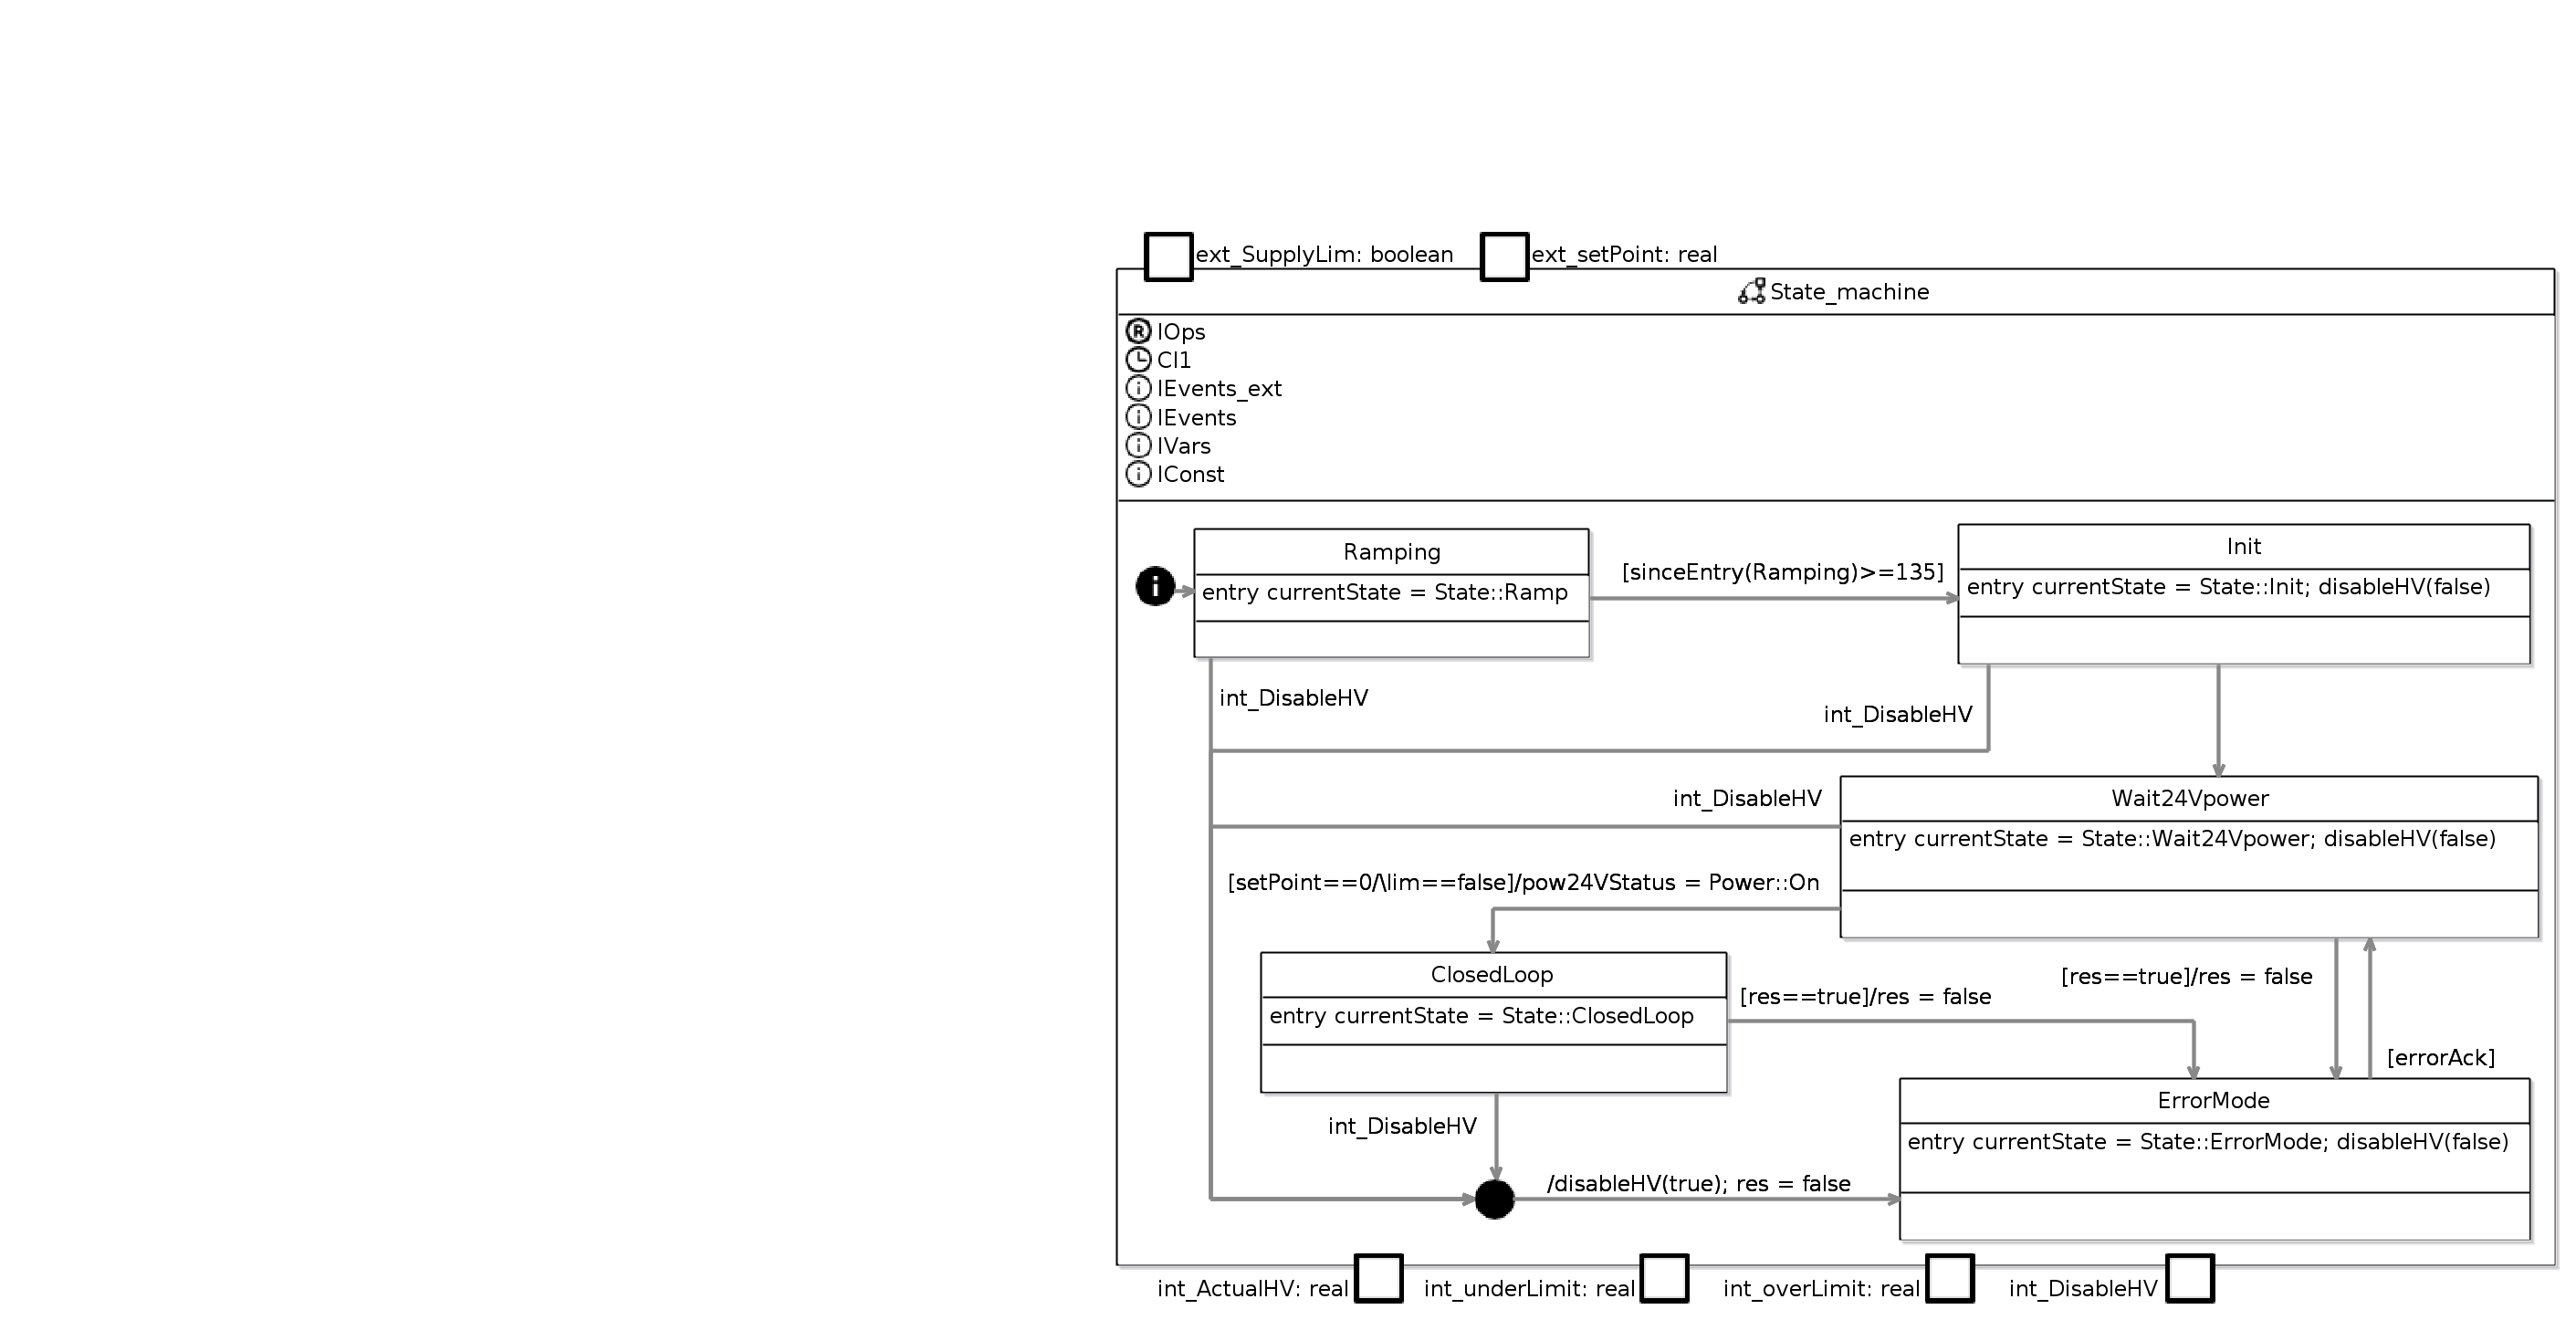 ext_SupplyLim: boolean
ext_setPoint: real
State_machine
R IOps
Cl1
i IEvents_ext
i IEvents
i IVars
i IConst
Ramping
entry currentState = State::Ramp
[sinceEntry(Ramping)>=135]
Init
entry currentState = State::Init; disableHV(false)
i
int_DisableHV
int_DisableHV
int_DisableHV
Wait24Vpower
entry currentState = State::Wait24Vpower; disableHV(false)
[setPoint==0/\lim==false]/pow24VStatus = Power::On
ClosedLoop
entry currentState = State::ClosedLoop
[res==true]/res = false
[res==true]/res = false
[errorAck]
ErrorMode
entry currentState = State::ErrorMode; disableHV(false)
int_DisableHV
/disableHV(true); res = false
int_ActualHV: real
int_underLimit: real
int_overLimit: real
int_DisableHV